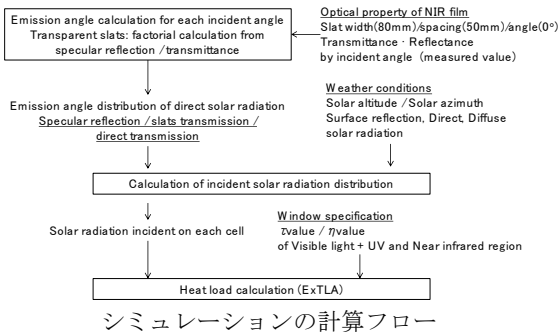 Emission angle calculation for each incident angle
Transparent slats: factorial calculation from
specular reflection /transmittance
Optical property of NIR film
Slat width(80mm)/spacing(50mm)/angle(0°)
Transmittance · Reflectance
by incident angle (measured value)
Emission angle distribution of direct solar radiation
Specular reflection /slats transmission /
direct transmission
Weather conditions
Solar altitude /Solar azimuth
Surface reflection, Direct, Diffuse
solar radiation
Calculation of incident solar radiation distribution
Solar radiation incident on each cell
Window specification
τvalue / ηvalue
of Visible light + UV and Near infrared region
Heat load calculation (ExTLA)
シミュレーションの計算フロー